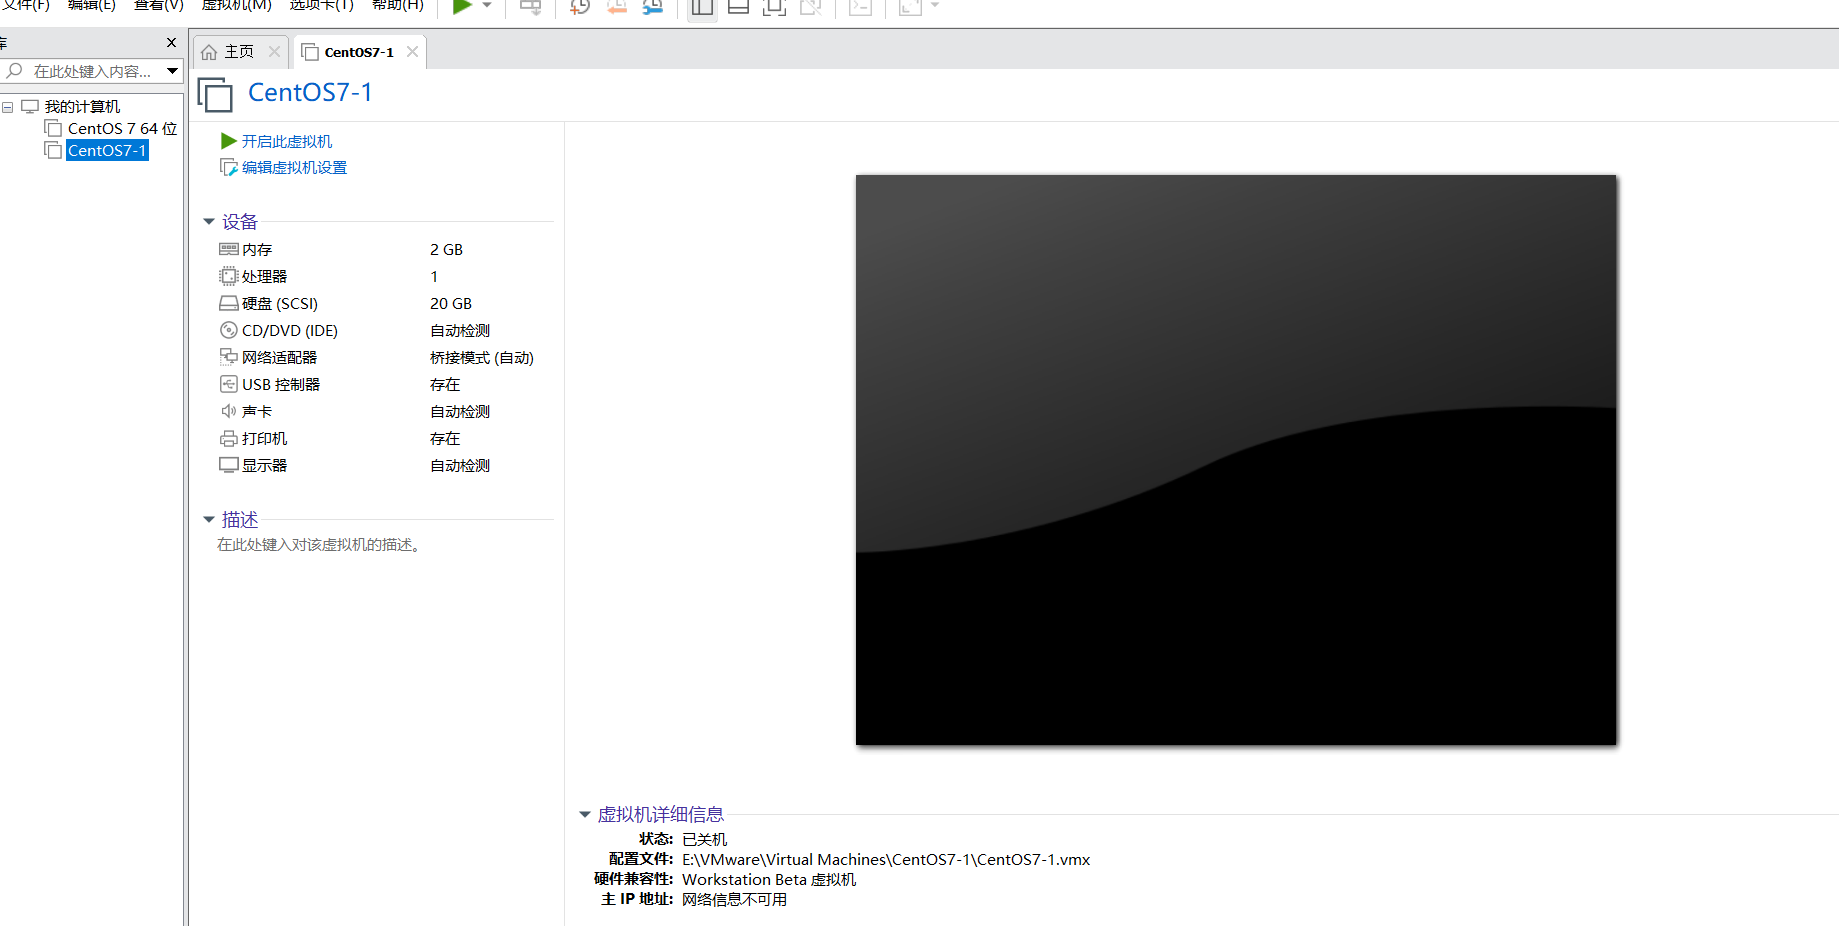 文件(F) 编辑(E) 查看(V) 虚拟机(M) 选项卡(T) 帮助(H)
库
主页
CentOS7-1
在此处键入内容...
我的计算机
CentOS 7 64 位
CentOS7-1
CentOS7-1
开启此虚拟机
编辑虚拟机设置
设备
内存 2 GB
处理器 1
硬盘 (SCSI) 20 GB
CD/DVD (IDE) 自动检测
网络适配器 桥接模式 (自动)
USB 控制器 存在
声卡 自动检测
打印机 存在
显示器 自动检测
描述
在此处键入对该虚拟机的描述。
虚拟机详细信息
状态: 已关机
配置文件: E:\VMware\Virtual Machines\CentOS7-1\CentOS7-1.vmx
硬件兼容性: Workstation Beta 虚拟机
主 IP 地址: 网络信息不可用